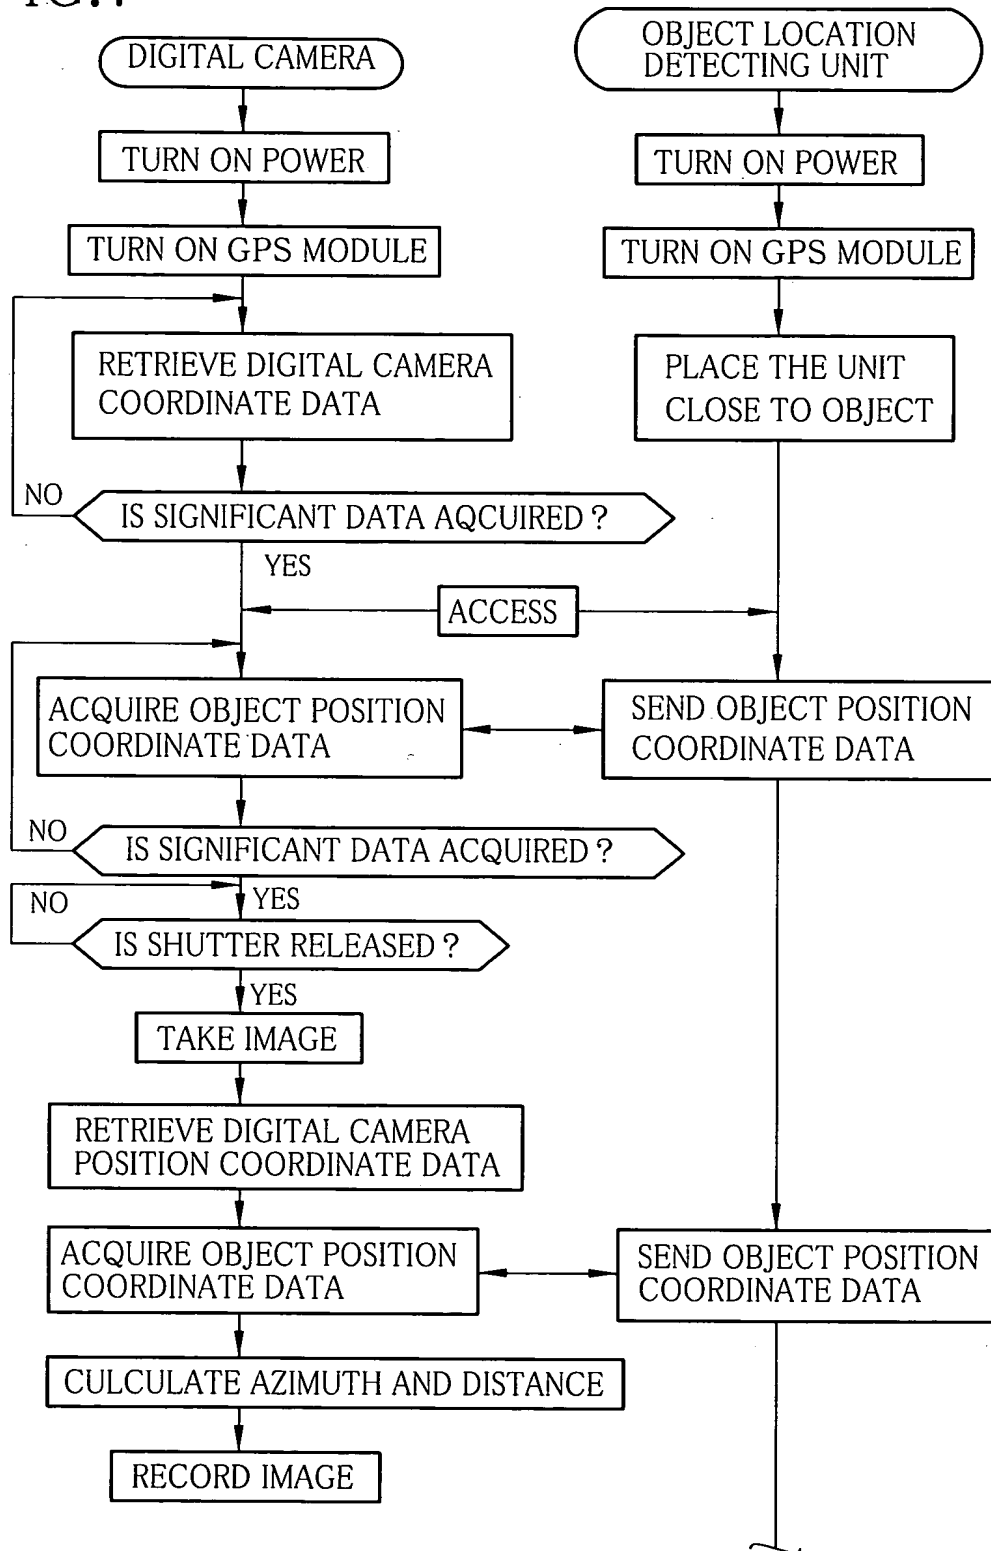 DIGITAL CAMERA
TURN ON POWER
TURN ON GPS MODULE
RETRIEVE DIGITAL CAMERA
COORDINATE DATA
NO
IS SIGNIFICANT DATA AQCUIRED ?
YES
OBJECT LOCATION
DETECTING UNIT
TURN ON POWER
TURN ON GPS MODULE
PLACE THE UNIT
CLOSE TO OBJECT
ACCESS
ACQUIRE OBJECT POSITION
COORDINATE DATA
SEND OBJECT POSITION
COORDINATE DATA
NO
IS SIGNIFICANT DATA ACQUIRED ?
YES
NO
IS SHUTTER RELEASED ?
YES
TAKE IMAGE
RETRIEVE DIGITAL CAMERA
POSITION COORDINATE DATA
ACQUIRE OBJECT POSITION
COORDINATE DATA
SEND OBJECT POSITION
COORDINATE DATA
CULCULATE AZIMUTH AND DISTANCE
RECORD IMAGE